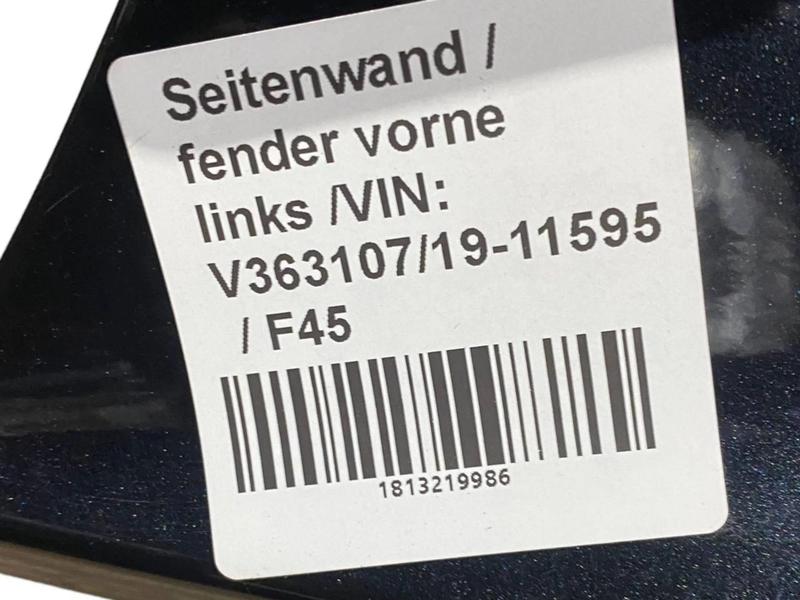 Seitenwand /
fender vorne
links /VIN:
V363107/19-11595
/ F45
1813219986